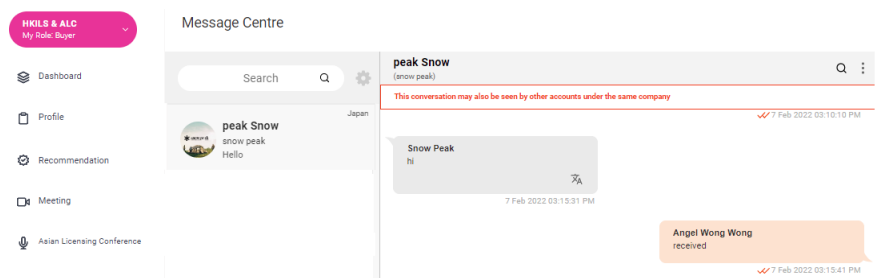 HKILS & ALC
My Role: Buyer
Message Centre
Dashboard
Profile
Recommendation
Meeting
Asian Licensing Conference
Search
peak Snow
(snow peak)
This conversation may also be seen by other accounts under the same company
Japan
peak Snow
snow peak
Hello
7 Feb 2022 03:10:10 PM
Snow Peak
hi
7 Feb 2022 03:15:31 PM
Angel Wong Wong
received
7 Feb 2022 03:15:41 PM